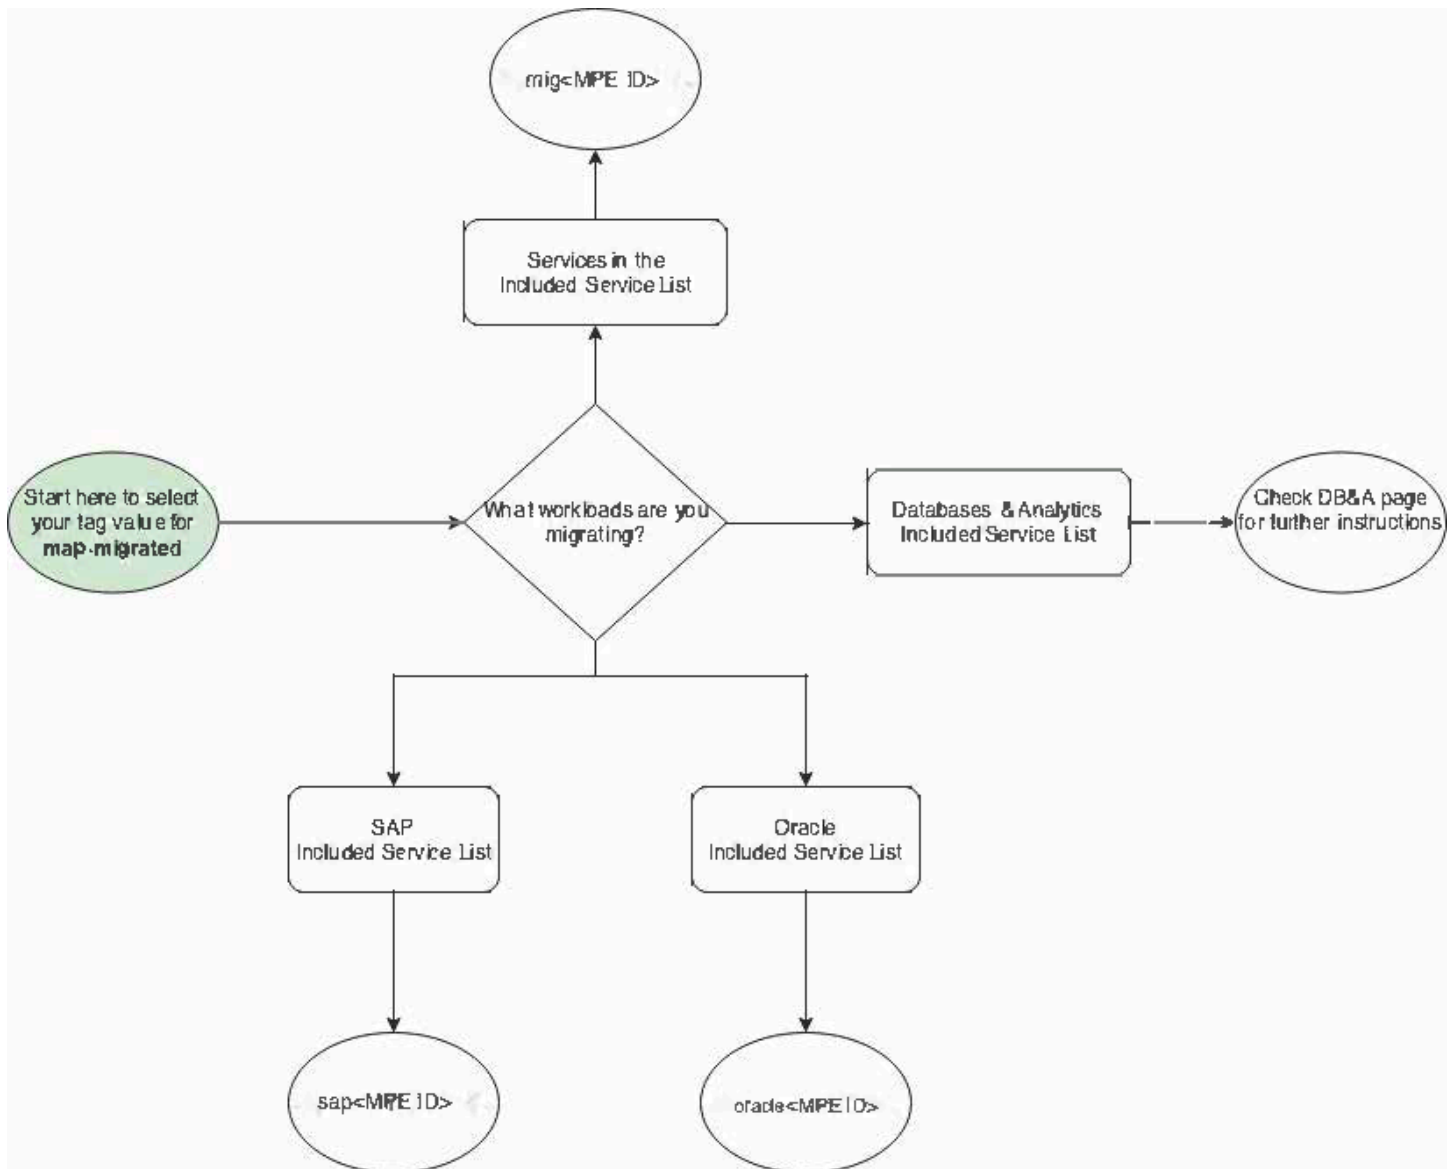 mig<MPE ID>
Services in the
Included Service List
Start here to select
your tag value for
map-migrated
What workloads are you
migrating?
Databases & Analytics
Included Service List
Check DB&A page
for further instructions
SAP
Included Service List
Oracle
Included Service List
sap<MPE ID>
oracle<MPE ID>